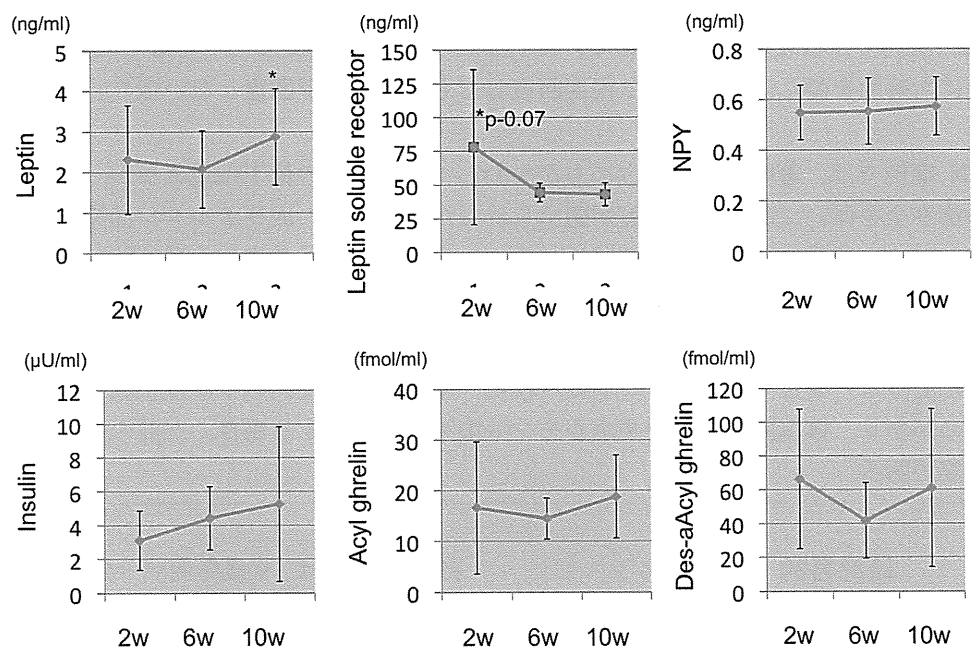 (ng/ml)
Leptin
5
4
3
2
1
0
*
2w 6w 10w
(ng/ml)
Leptin soluble receptor
150
125
100
75
50
25
0
*p-0.07
2w 6w 10w
(ng/ml)
NPY
0.8
0.6
0.4
0.2
0
2w 6w 10w
(µU/ml)
Insulin
12
10
8
6
4
2
0
2w 6w 10w
(fmol/ml)
Acyl ghrelin
40
30
20
10
0
2w 6w 10w
(fmol/ml)
Des-aAcyl ghrelin
120
100
80
60
40
20
0
2w 6w 10w